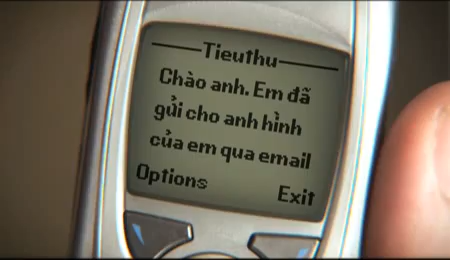 Tieuthu
Chào anh. Em đã
gửi cho anh hình
của em qua email
Options
Exit